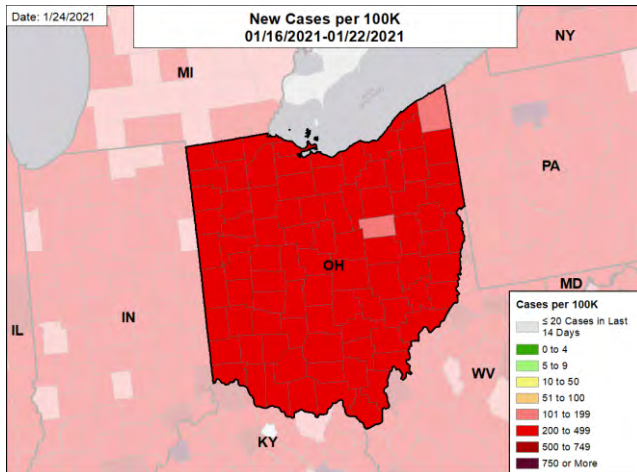 Date: 1/24/2021
New Cases per 100K
01/16/2021-01/22/2021
NY
MI
PA
OH
MD
IN
IL
WV
KY
Cases per 100K
≤ 20 Cases in Last
14 Days
0 to 4
5 to 9
10 to 50
51 to 100
101 to 199
200 to 499
500 to 749
750 or More